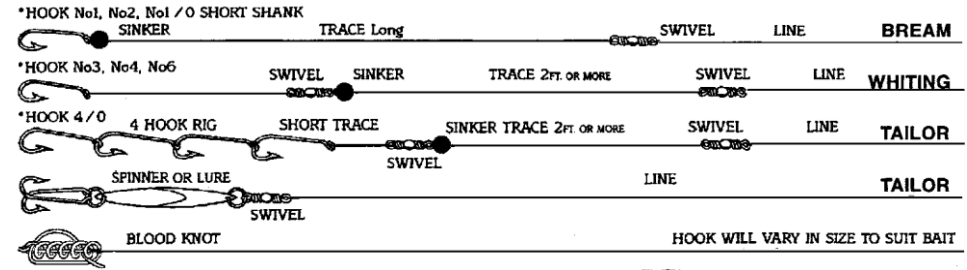 *HOOK No1, No2, No1 /0 SHORT SHANK
SINKER TRACE Long SWIVEL LINE BREAM
*HOOK No3, No4, No6
SWIVEL SINKER TRACE 2FT. OR MORE SWIVEL LINE WHITING
*HOOK 4/0
4 HOOK RIG SHORT TRACE SWIVEL SINKER TRACE 2FT. OR MORE SWIVEL LINE TAILOR
SPINNER OR LURE SWIVEL LINE TAILOR
BLOOD KNOT HOOK WILL VARY IN SIZE TO SUIT BAIT